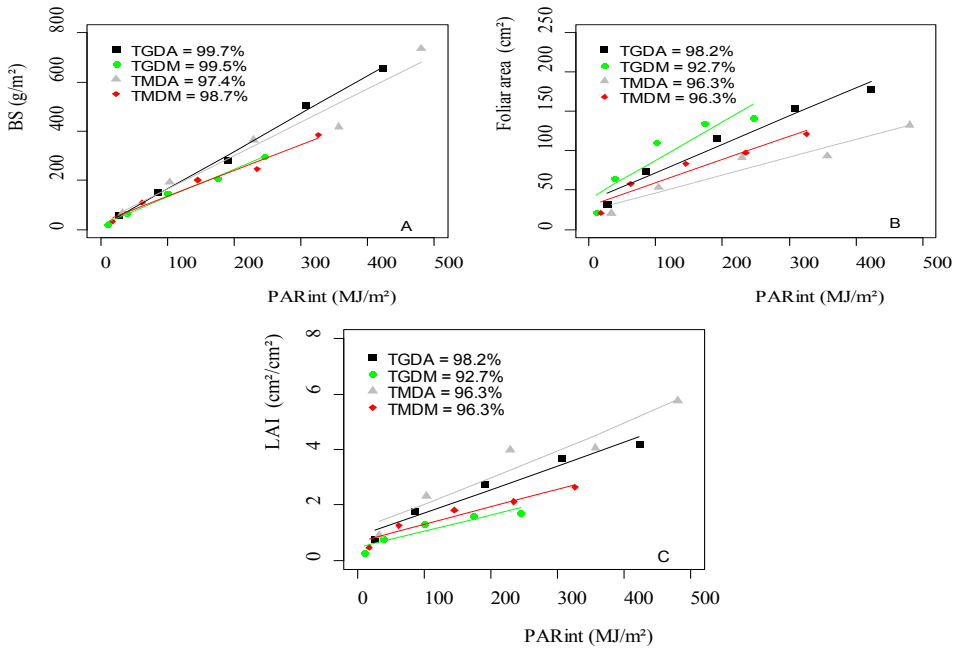 BS (g/m²)
800
600
400
200
0
TGDA = 99.7%
TGDM = 99.5%
TMDA = 97.4%
TMDM = 98.7%
A
0 100 200 300 400 500
PARint (MJ/m²)
Foliar area (cm²)
250
200
150
100
50
0
TGDA = 98.2%
TGDM = 92.7%
TMDA = 96.3%
TMDM = 96.3%
B
0 100 200 300 400 500
PARint (MJ/m²)
LAI (cm²/cm²)
8
6
4
2
0
TGDA = 98.2%
TGDM = 92.7%
TMDA = 96.3%
TMDM = 96.3%
C
0 100 200 300 400 500
PARint (MJ/m²)